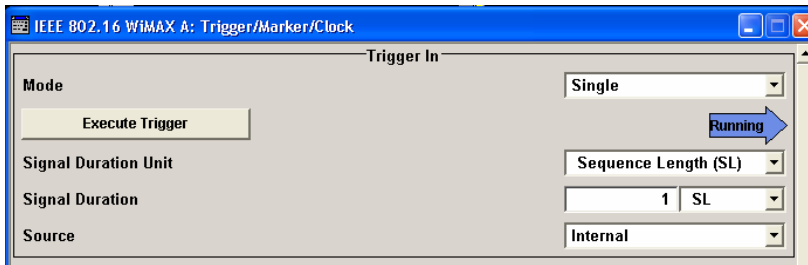 IEEE 802.16 WiMAX A: Trigger/Marker/Clock
Trigger In
Mode
Single
Execute Trigger
Running
Signal Duration Unit
Sequence Length (SL)
Signal Duration
1 SL
Source
Internal